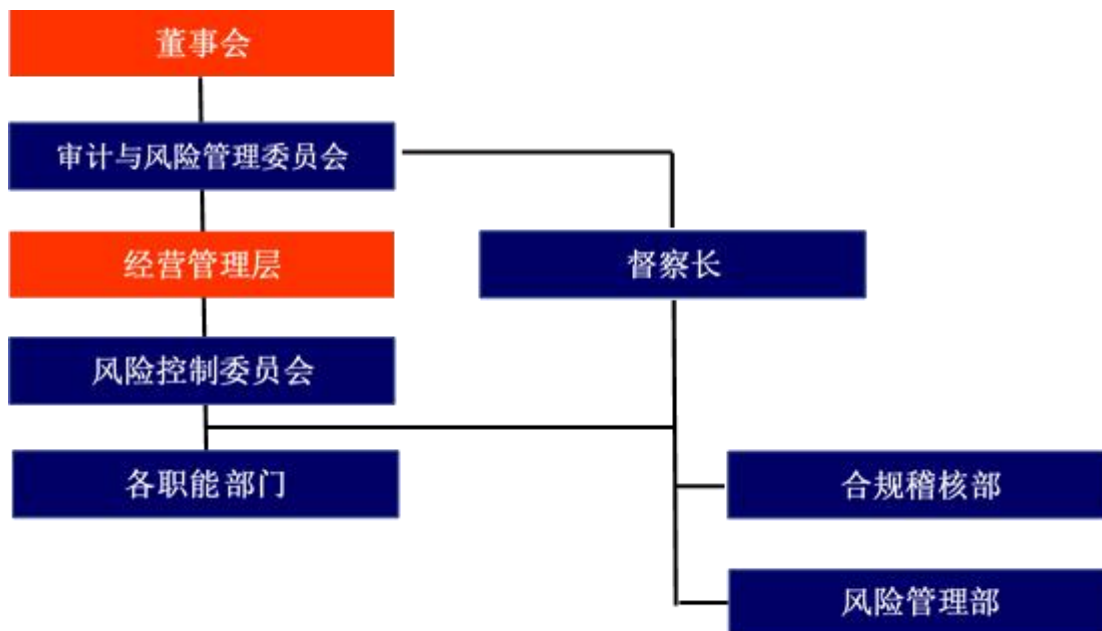 董事会
审计与风险管理委员会
经营管理层
督察长
风险控制委员会
各职能部门
合规稽核部
风险管理部